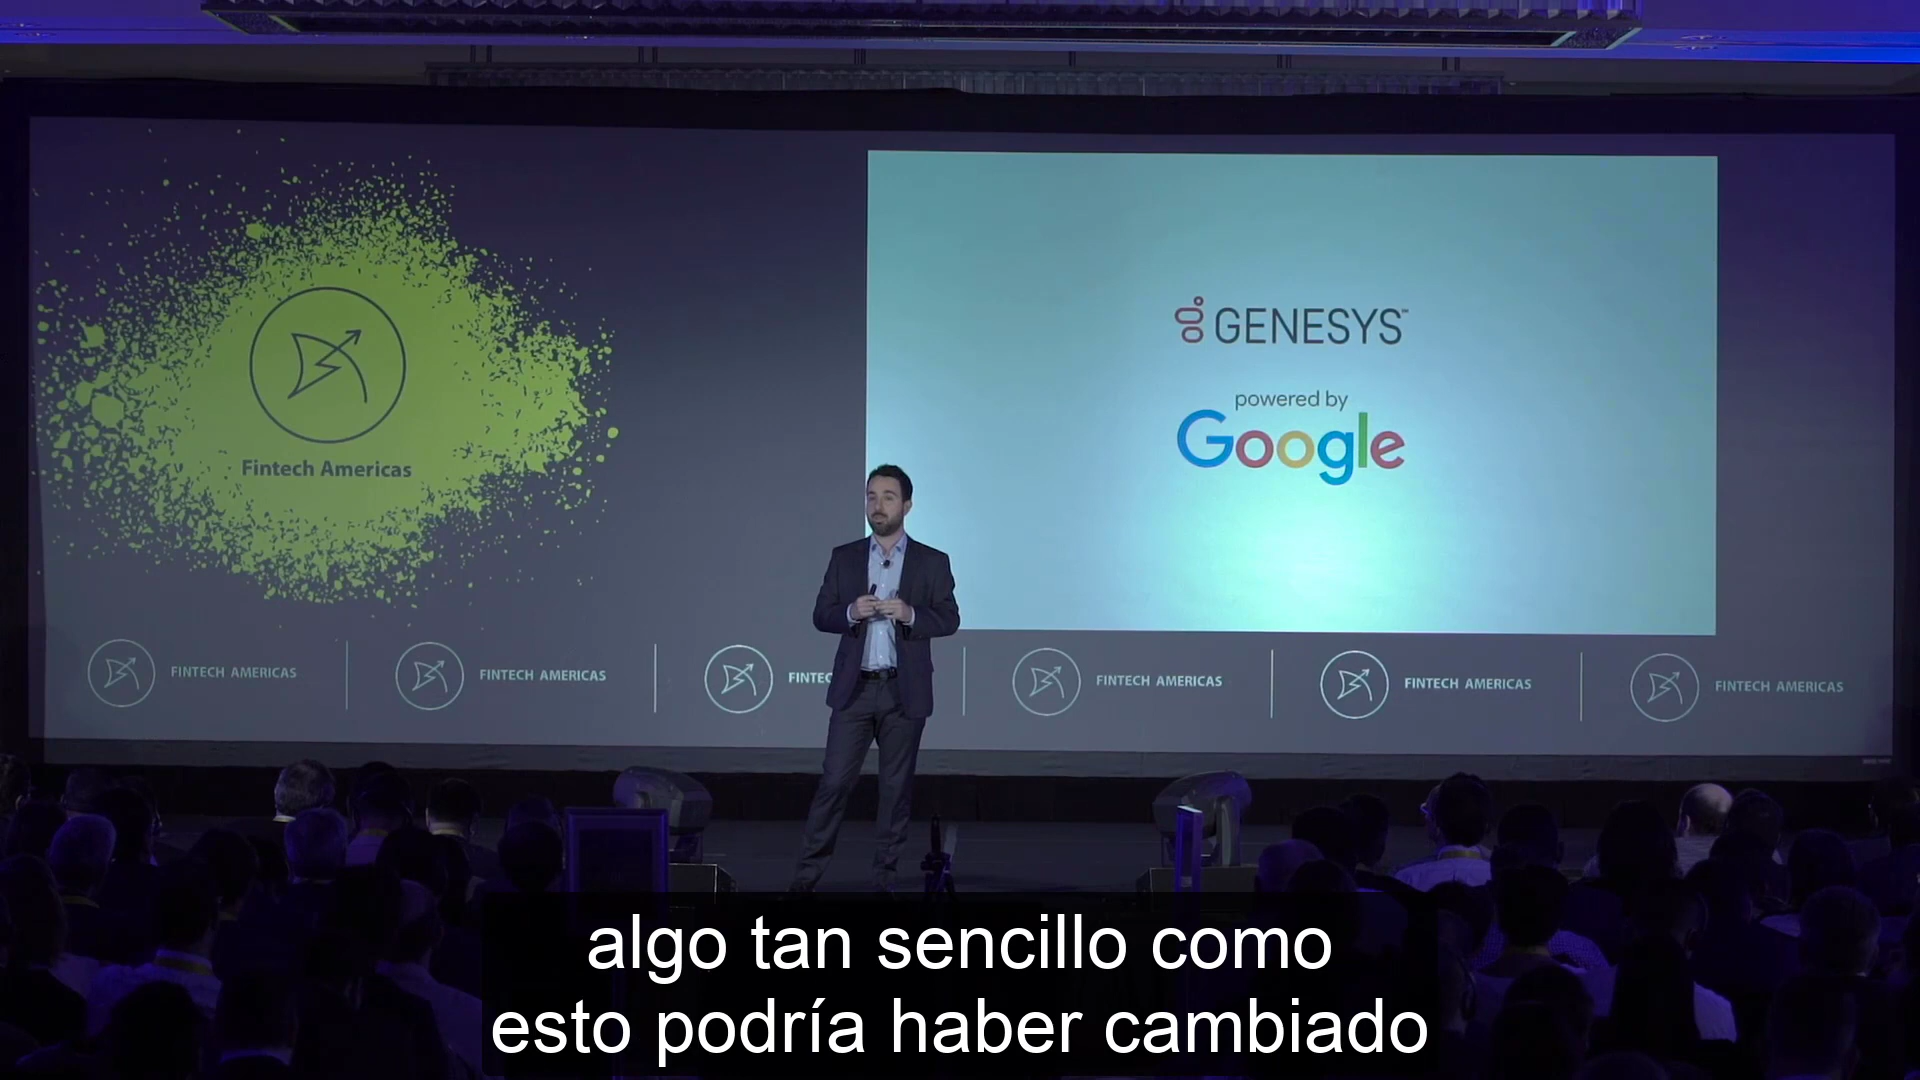 GENESYS™
powered by
Google
Fintech Americas
FINTECH AMERICAS
FINTECH AMERICAS
FINTEC
FINTECH AMERICAS
FINTECH AMERICAS
FINTECH AMERICAS
algo tan sencillo como
esto podría haber cambiado